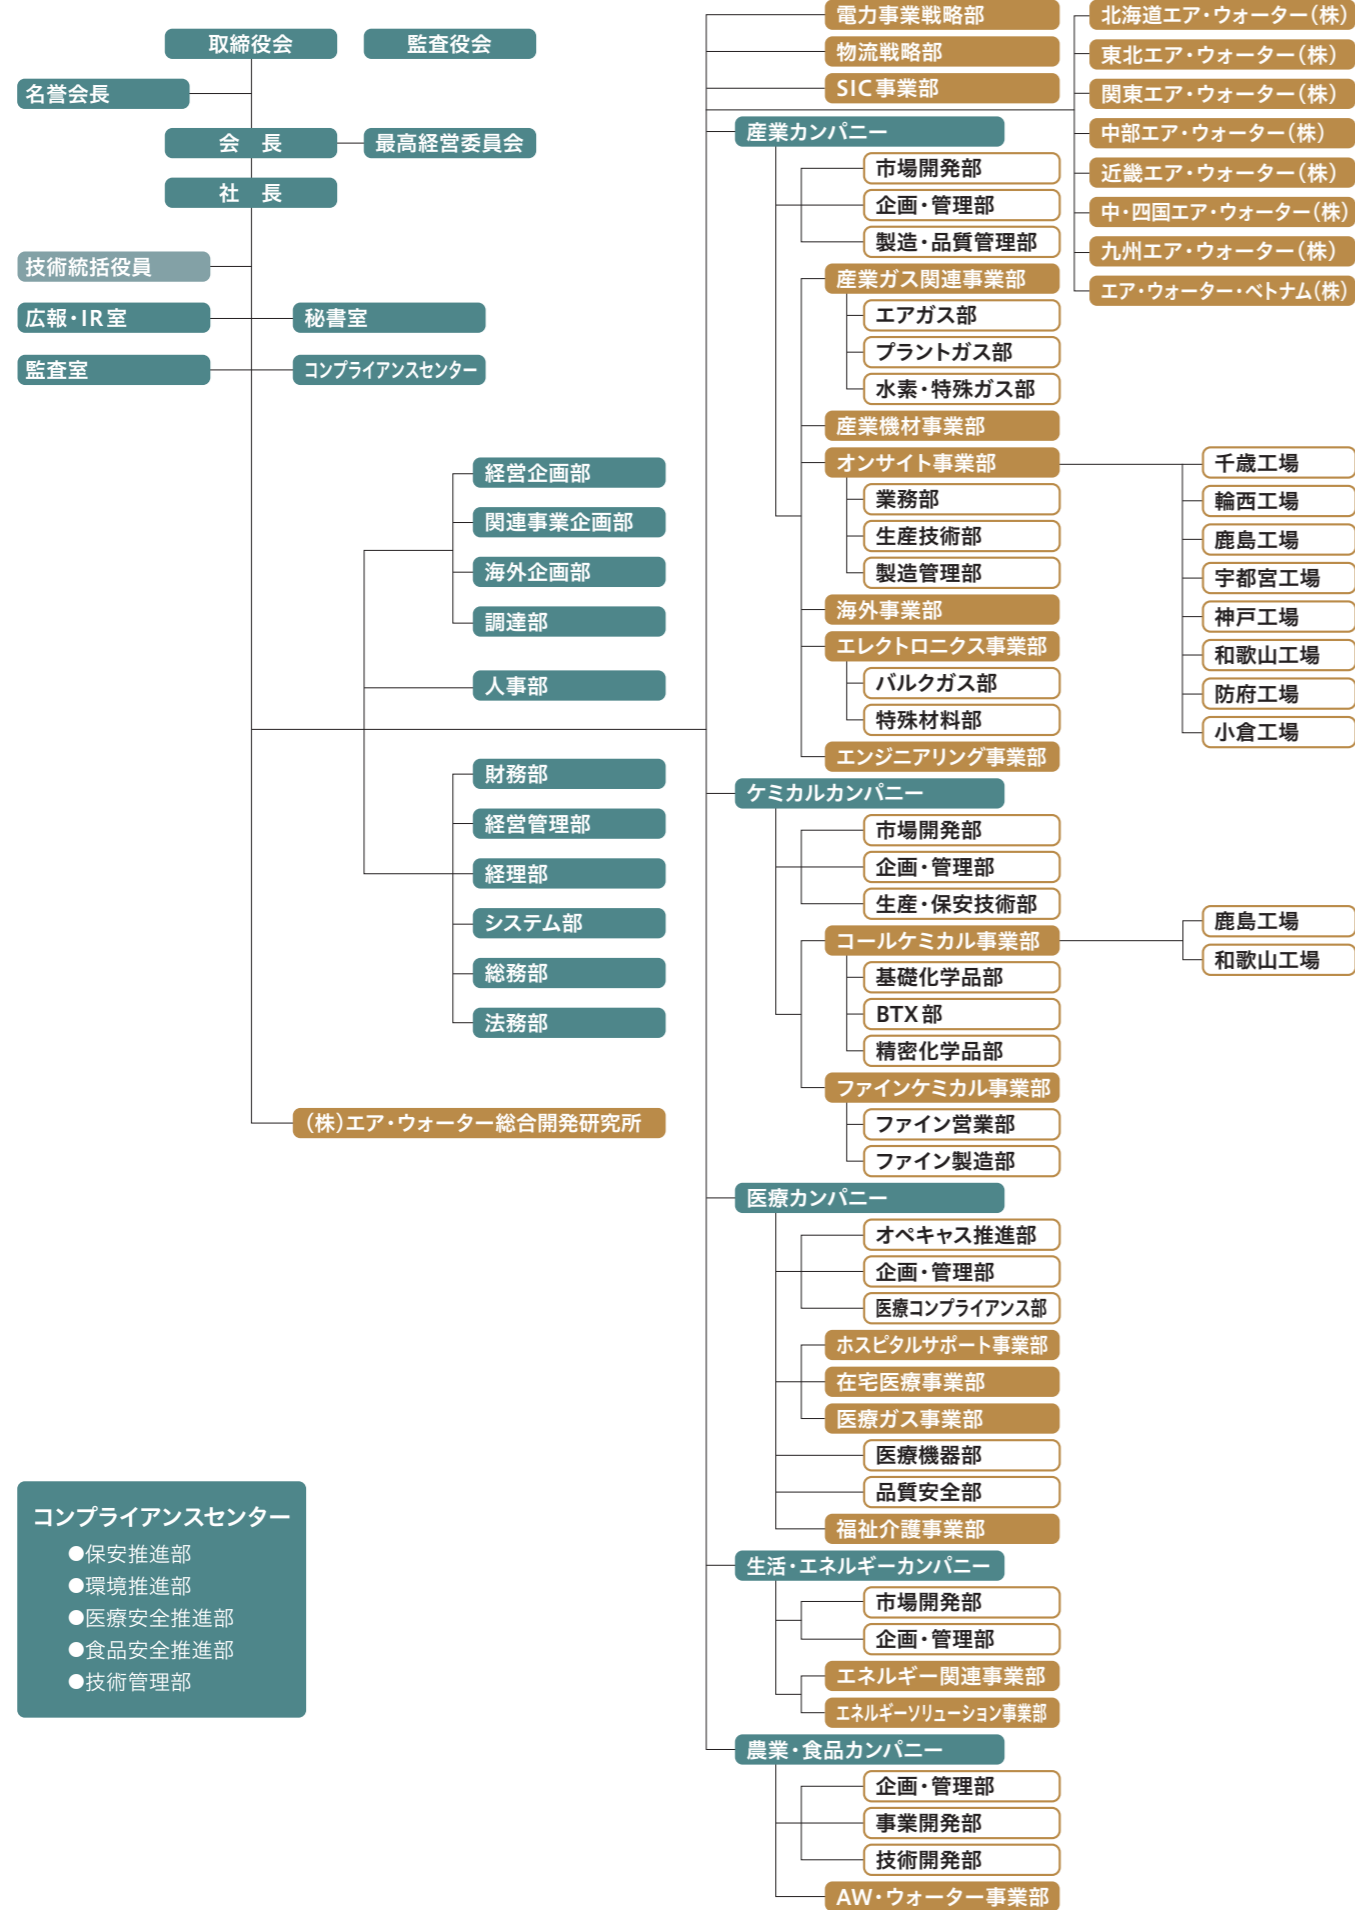 取締役会
監査役会
名誉会長
会　長
最高経営委員会
社　長
技術統括役員
広報・IR室
秘書室
監査室
コンプライアンスセンター
経営企画部
関連事業企画部
海外企画部
調達部
人事部
財務部
経営管理部
経理部
システム部
総務部
法務部
（株）エア・ウォーター総合開発研究所
コンプライアンスセンター
●保安推進部
●環境推進部
●医療安全推進部
●食品安全推進部
●技術管理部
電力事業戦略部
物流戦略部
SIC事業部
北海道エア・ウォーター（株）
東北エア・ウォーター（株）
関東エア・ウォーター（株）
中部エア・ウォーター（株）
近畿エア・ウォーター（株）
中・四国エア・ウォーター（株）
九州エア・ウォーター（株）
エア・ウォーター・ベトナム（株）
産業カンパニー
市場開発部
企画・管理部
製造・品質管理部
産業ガス関連事業部
エアガス部
プラントガス部
水素・特殊ガス部
産業機材事業部
オンサイト事業部
業務部
生産技術部
製造管理部
千歳工場
輪西工場
鹿島工場
宇都宮工場
神戸工場
和歌山工場
防府工場
小倉工場
海外事業部
エレクトロニクス事業部
バルクガス部
特殊材料部
エンジニアリング事業部
ケミカルカンパニー
市場開発部
企画・管理部
生産・保安技術部
コールケミカル事業部
基礎化学品部
BTX部
精密化学品部
鹿島工場
和歌山工場
ファインケミカル事業部
ファイン営業部
ファイン製造部
医療カンパニー
オペキャス推進部
企画・管理部
医療コンプライアンス部
ホスピタルサポート事業部
在宅医療事業部
医療ガス事業部
医療機器部
品質安全部
福祉介護事業部
生活・エネルギーカンパニー
市場開発部
企画・管理部
エネルギー関連事業部
エネルギーソリューション事業部
農業・食品カンパニー
企画・管理部
事業開発部
技術開発部
AW・ウォーター事業部